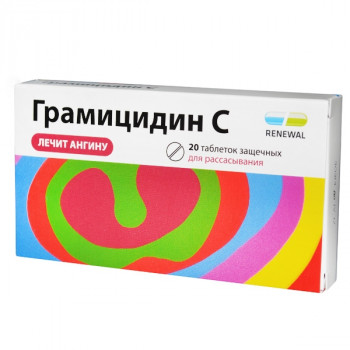 Грамицидин С
RENEWAL
ЛЕЧИТ АНГИНУ
20 таблеток защечных
для рассасывания